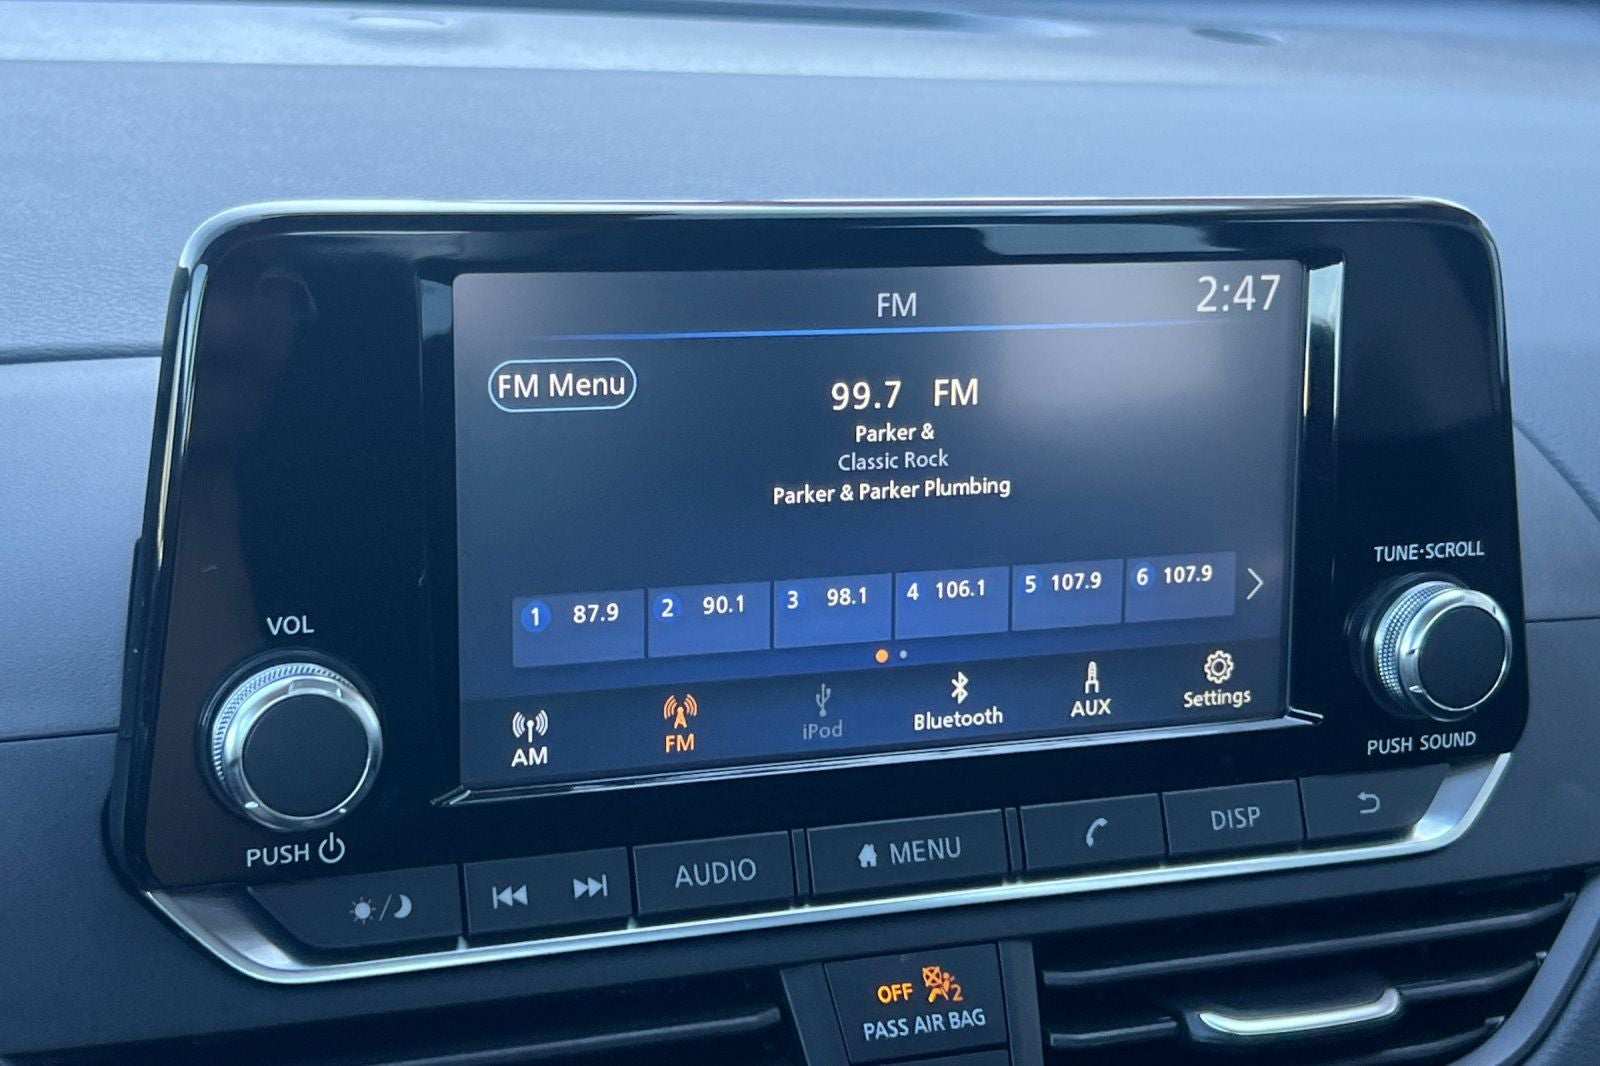 FM
2:47
FM Menu
99.7 FM
Parker &
Classic Rock
Parker & Parker Plumbing
1 87.9
2 90.1
3 98.1
4 106.1
5 107.9
6 107.9
AM
FM
iPod
Bluetooth
AUX
Settings
VOL
PUSH
TUNE·SCROLL
PUSH SOUND
AUDIO
MENU
DISP
OFF 2
PASS AIR BAG